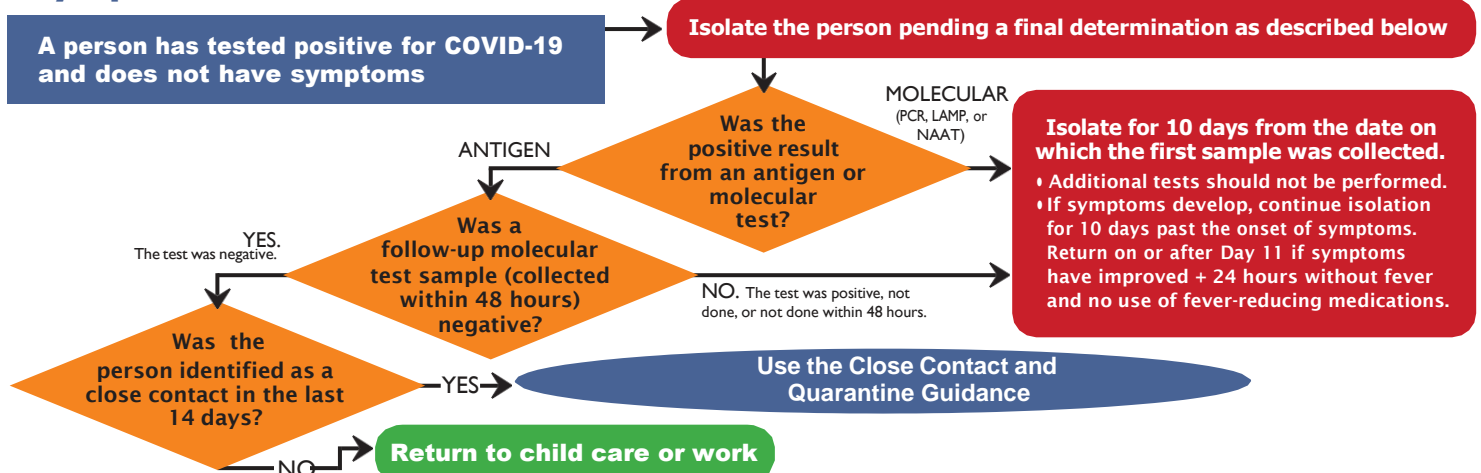 A person has tested positive for COVID-19
and does not have symptoms
Isolate the person pending a final determination as described below
Was the
positive result
from an antigen or
molecular
test?
MOLECULAR
(PCR, LAMP, or
NAAT)
Isolate for 10 days from the date on
which the first sample was collected.
• Additional tests should not be performed.
• If symptoms develop, continue isolation
for 10 days past the onset of symptoms.
Return on or after Day 11 if symptoms
have improved + 24 hours without fever
and no use of fever-reducing medications.
ANTIGEN
Was a
follow-up molecular
test sample (collected
within 48 hours)
negative?
YES.
The test was negative.
NO. The test was positive, not
done, or not done within 48 hours.
Was the
person identified as a
close contact in the last
14 days?
YES
Use the Close Contact and
Quarantine Guidance
NO
Return to child care or work